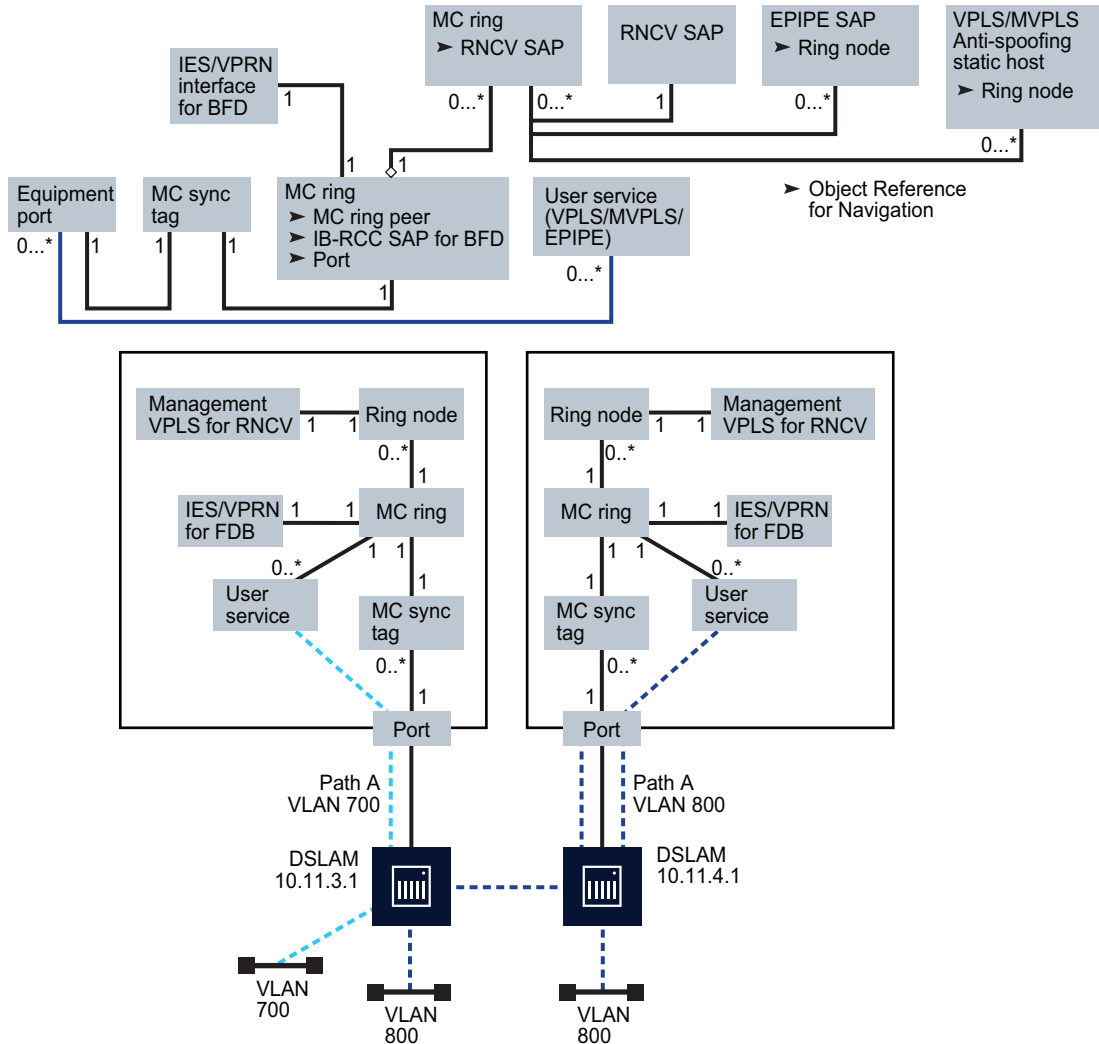 MC ring
➤ RNCV SAP
RNCV SAP
EPIPE SAP
➤ Ring node
VPLS/MVPLS
Anti-spoofing
static host
➤ Ring node
IES/VPRN
interface
for BFD
1
0...*
0...*
1
0...*
0...*
1
1
Equipment
port
MC sync
tag
MC ring
➤ MC ring peer
➤ IB-RCC SAP for BFD
➤ Port
User service
(VPLS/MVPLS/
EPIPE)
➤ Object Reference
for Navigation
0...*
1
1
1
1
0...*
Management
VPLS for RNCV
1
1
Ring node
0..*
1
IES/VPRN
for FDB
1
1
MC ring
1
1
0..*
1
User
service
MC sync
tag
0..*
1
Port
Ring node
1
1
Management
VPLS for RNCV
0..*
1
MC ring
1
1
IES/VPRN
for FDB
1
1
1
0..*
MC sync
tag
User
service
0..*
1
Port
Path A
VLAN 700
Path A
VLAN 800
DSLAM
10.11.3.1
DSLAM
10.11.4.1
VLAN
700
VLAN
800
VLAN
800